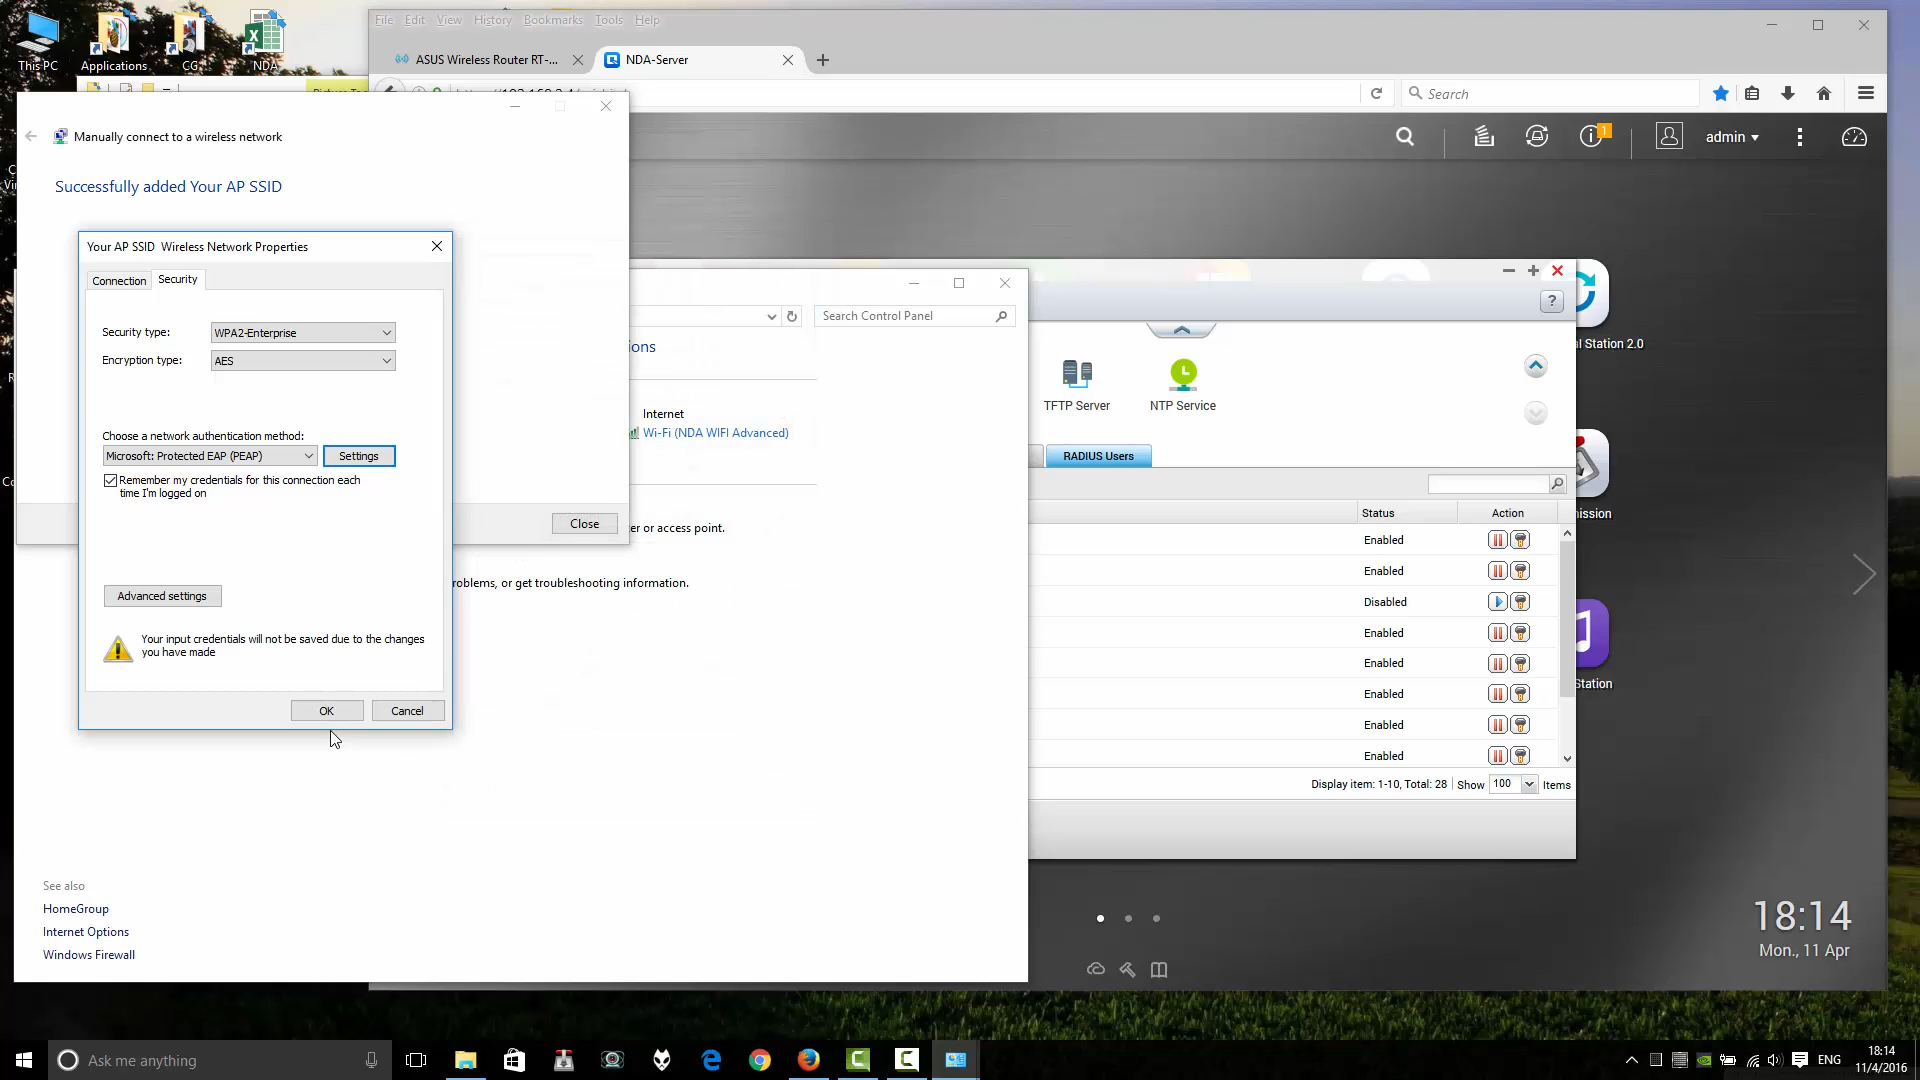 File Edit View History Bookmarks Tools Help
This PC
Applications
CG
NDA
ASUS Wireless Router RT-...
NDA-Server
Search
Manually connect to a wireless network
Successfully added Your AP SSID
1
admin
Your AP SSID Wireless Network Properties
Connection
Security
Security type:
WPA2-Enterprise
Encryption type:
AES
Choose a network authentication method:
Microsoft: Protected EAP (PEAP)
Settings
Remember my credentials for this connection each
time I'm logged on
Advanced settings
Your input credentials will not be saved due to the changes
you have made
OK
Cancel
Close
Search Control Panel
ions
Internet
Wi-Fi (NDA WIFI Advanced)
er or access point.
roblems, or get troubleshooting information.
See also
HomeGroup
Internet Options
Windows Firewall
?
al Station 2.0
TFTP Server
NTP Service
RADIUS Users
Status
Action
Enabled
Enabled
Disabled
Enabled
Enabled
Enabled
Enabled
Enabled
Display item: 1-10, Total: 28
Show
100
Items
mission
Station
18:14
Mon., 11 Apr
Ask me anything
ENG
18:14
11/4/2016